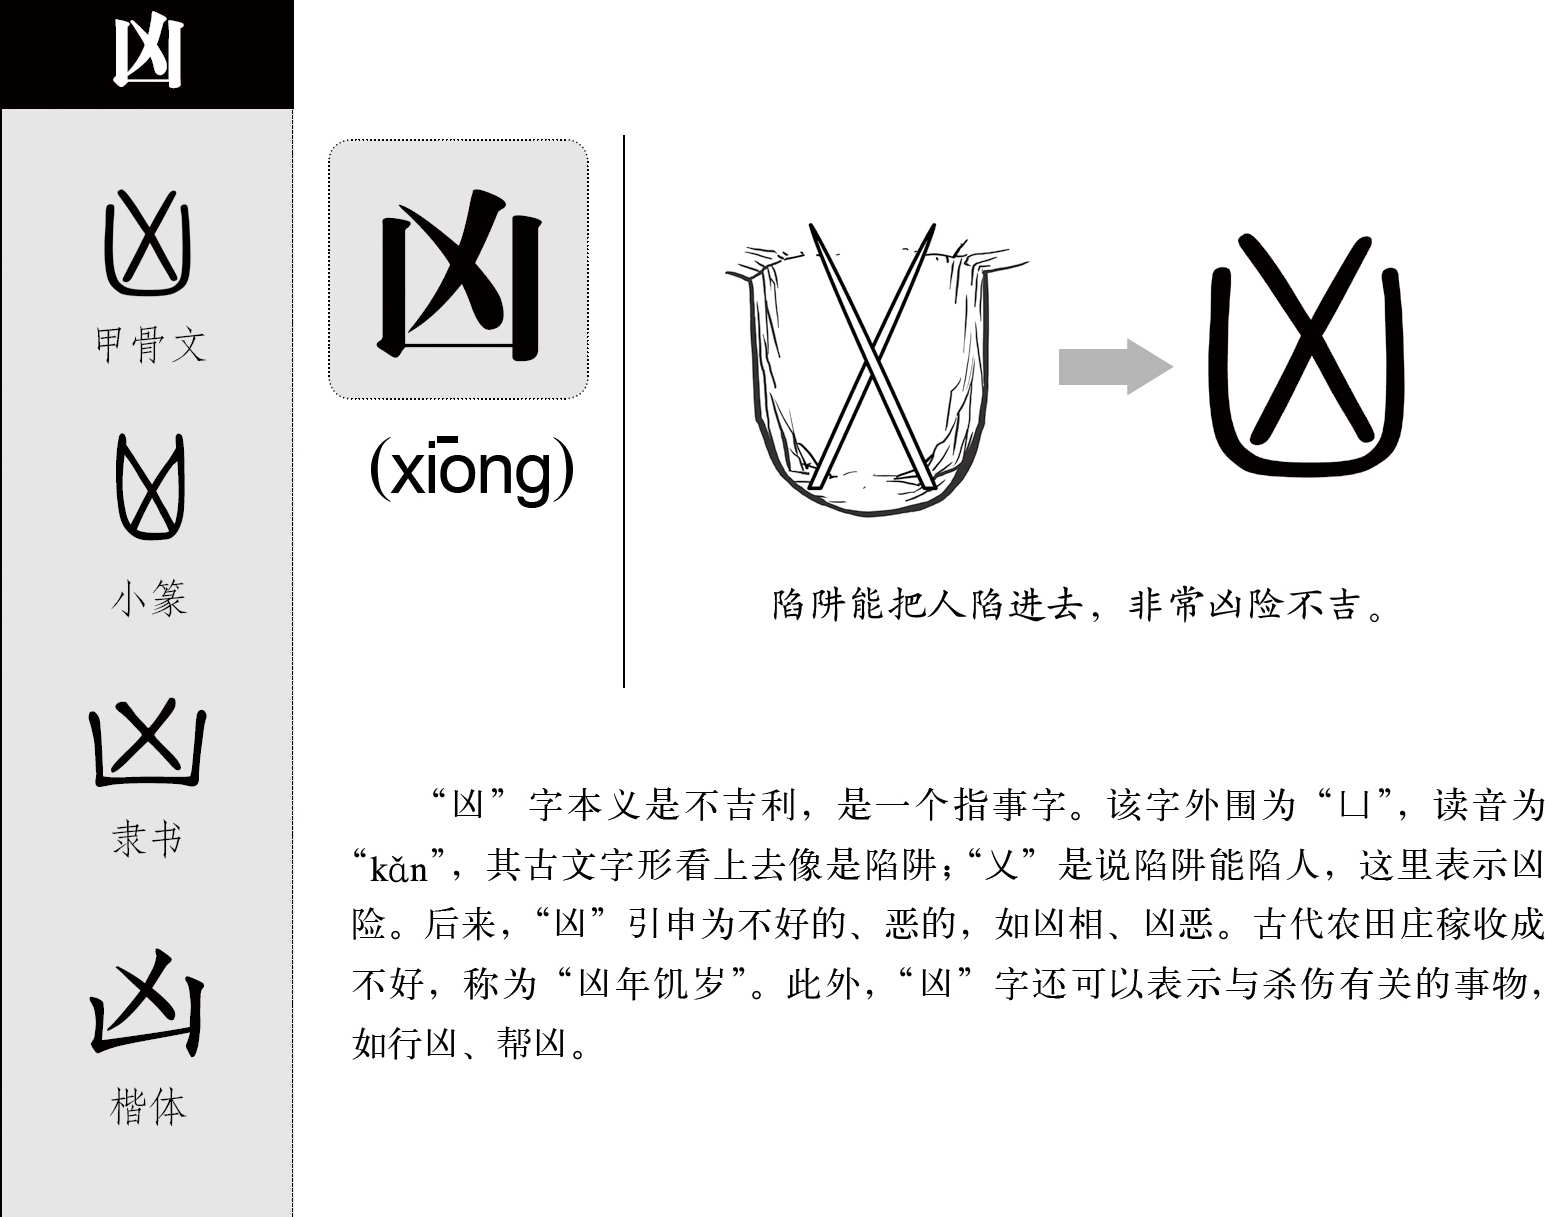 凶
甲骨文
小篆
隶书
楷体
凶
(xiōng)
陷阱能把人陷进去，非常凶险不吉。
“凶”字本义是不吉利，是一个指事字。该字外围为“凵”，读音为
“kǎn”，其古文字形看上去像是陷阱；“乂”是说陷阱能陷人，这里表示凶
险。后来，“凶”引申为不好的、恶的，如凶相、凶恶。古代农田庄稼收成
不好，称为“凶年饥岁”。此外，“凶”字还可以表示与杀伤有关的事物，
如行凶、帮凶。